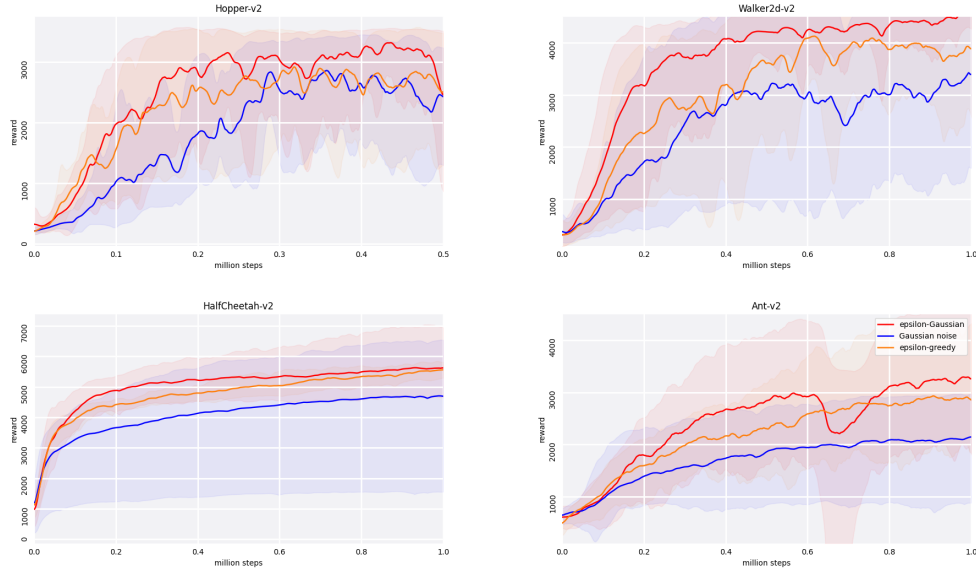 Hopper-v2
3000
2000
1000
0
reward
0.0 0.1 0.2 0.3 0.4 0.5
million steps
Walker2d-v2
4000
3000
2000
1000
reward
0.0 0.2 0.4 0.6 0.8 1.0
million steps
HalfCheetah-v2
7000
6000
5000
4000
3000
2000
1000
0
reward
0.0 0.2 0.4 0.6 0.8 1.0
million steps
Ant-v2
epsilon-Gaussian
Gaussian noise
epsilon-greedy
4000
3000
2000
1000
reward
0.0 0.2 0.4 0.6 0.8 1.0
million steps